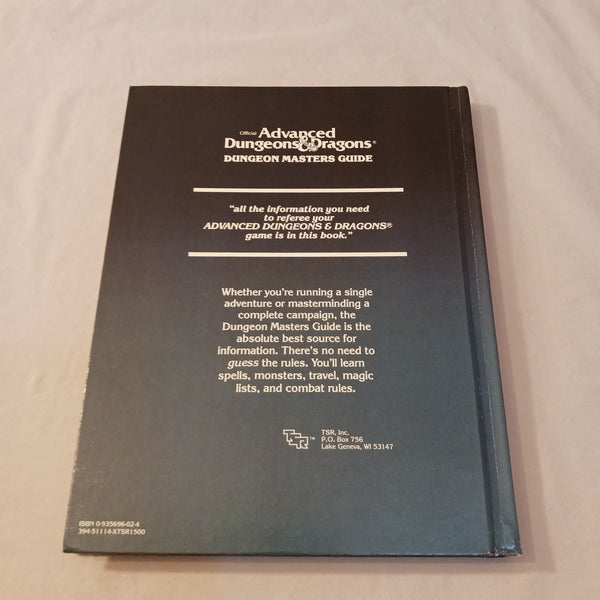 Official Advanced
Dungeons & Dragons®
DUNGEON MASTERS GUIDE
"all the information you need
to referee your
ADVANCED DUNGEONS & DRAGONS®
game is in this book."
Whether you're running a single
adventure or masterminding a
complete campaign, the
Dungeon Masters Guide is the
absolute best source for
information. There's no need to
guess the rules. You'll learn
spells, monsters, travel, magic
lists, and combat rules.
TSR™
TSR, Inc.
P.O. Box 756
Lake Geneva, WI 53147
ISBN 0-935696-02-4
394-51114-XTSR1500